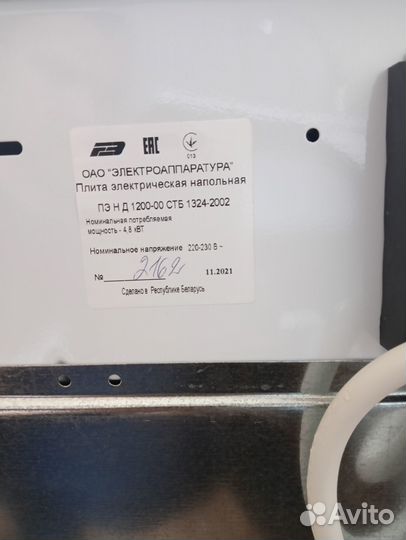 ЕАС
013
ОАО "ЭЛЕКТРОАППАРАТУРА"
Плита электрическая напольная
ПЭ Н Д 1200-00 СТБ 1324-2002
Номинальная потребляемая
мощность - 4,8 кВТ
Номинальное напряжение 220-230 В ~
№ 2162 11.2021
Сделано в Республике Беларусь
Avito